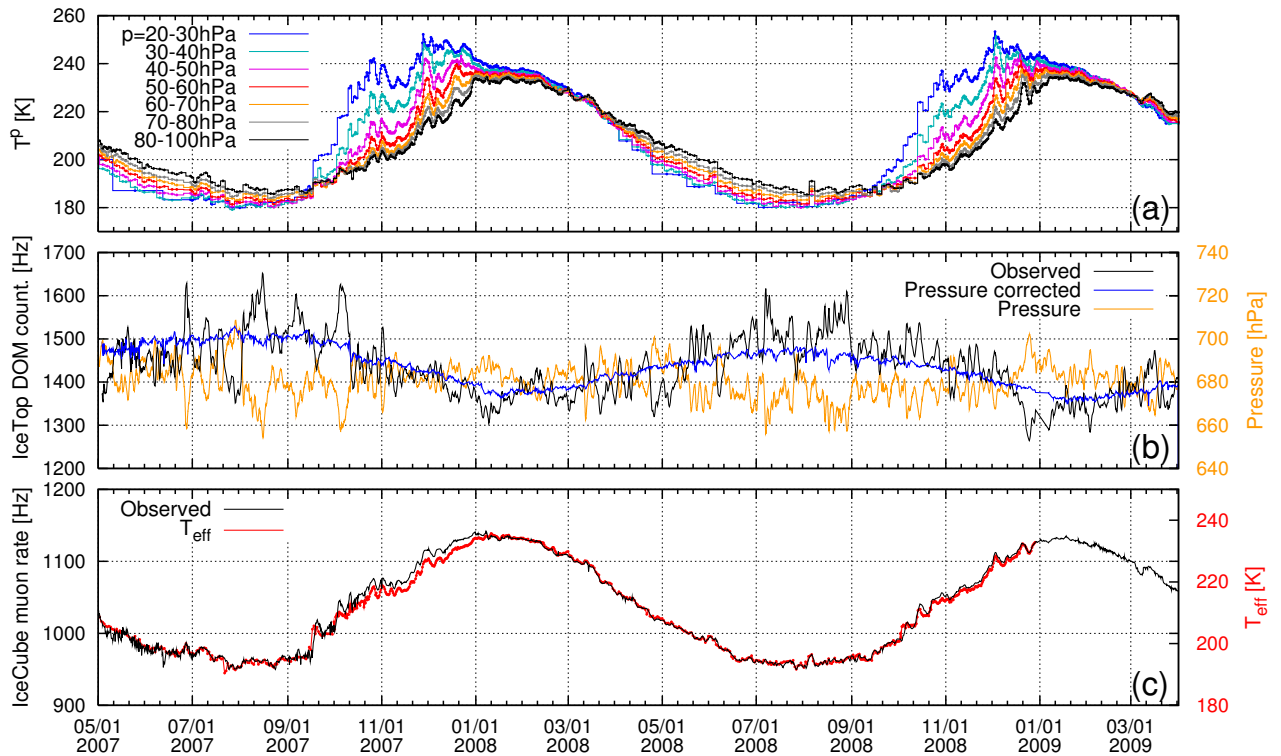 260
240
220
200
180
T^p [K]
p=20-30hPa
30-40hPa
40-50hPa
50-60hPa
60-70hPa
70-80hPa
80-100hPa
(a)
1700
1600
1500
1400
1300
1200
IceTop DOM count. [Hz]
Observed
Pressure corrected
Pressure
740
720
700
680
660
640
Pressure [hPa]
(b)
1200
1100
1000
900
IceCube muon rate [Hz]
Observed
T_eff
240
220
200
180
T_eff [K]
(c)
05/01 07/01 09/01 11/01 01/01 03/01 05/01 07/01 09/01 11/01 01/01 03/01
2007 2007 2007 2007 2008 2008 2008 2008 2008 2008 2009 2009